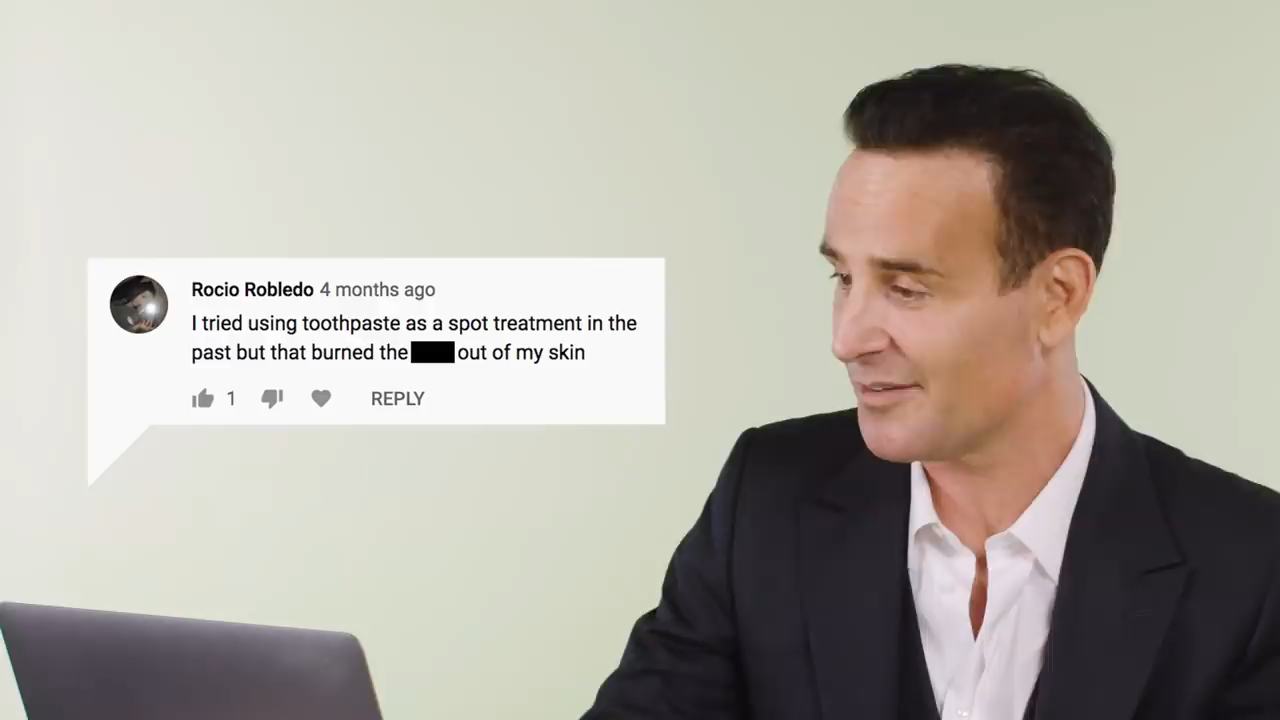 Rocio Robledo 4 months ago
I tried using toothpaste as a spot treatment in the
past but that burned the out of my skin
1 REPLY